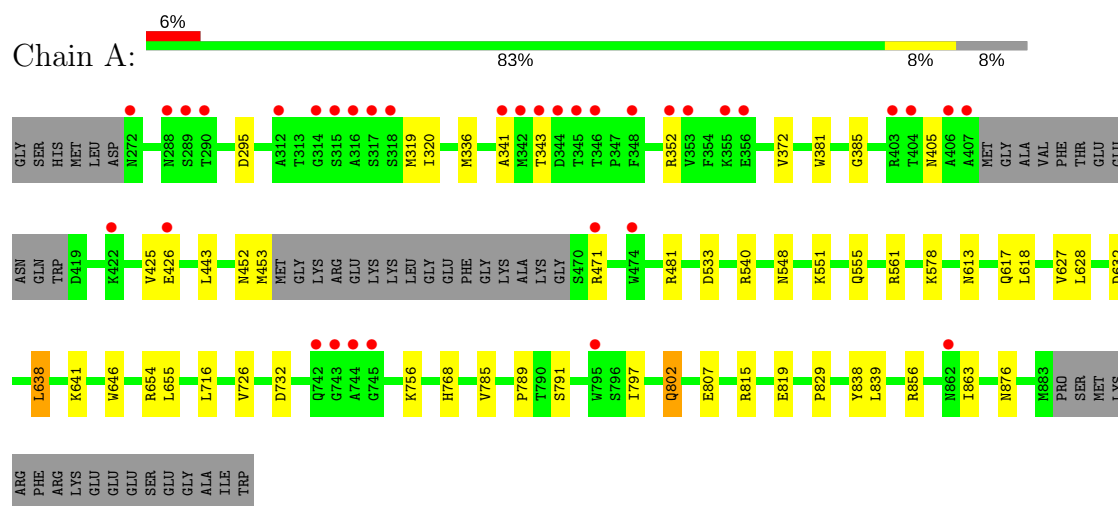 6%
Chain A:
83% 8% 8%
GLY SER HIS MET LEU ASP N272 N288 S289 T290 D295 A312 T313 G314 S315 A316 S317 S318 M319 I320 M336 A341 M342 T343 D344 T345 T346 P347 F348 R352 V353 F354 K355 E356 V372 W381 G385 R403 T404 N405 A406 A407 MET GLY ALA VAL PHE THR GLU GLU
ASN GLN TRP D419 K422 V425 E426 L443 N452 M453 MET GLY LYS ARG GLU LYS LYS LEU GLY GLU PHE GLY LYS ALA LYS GLY S470 R471 W474 R481 D533 R540 N548 K551 Q555 R561 K578 N613 Q617 L618 V627 L628
L638 K641 W646 R654 L655 L716 V726 D732 Q742 G743 A744 G745 K756 H768 V785 P789 T790 S791 W795 S796 I797 Q802 E807 R815 E819 P829 Y838 L839 R856 N862 I863 N876 M883 PRO SER MET LYS
ARG PHE ARG LYS GLU GLU GLU SER GLU GLY ALA ILE TRP